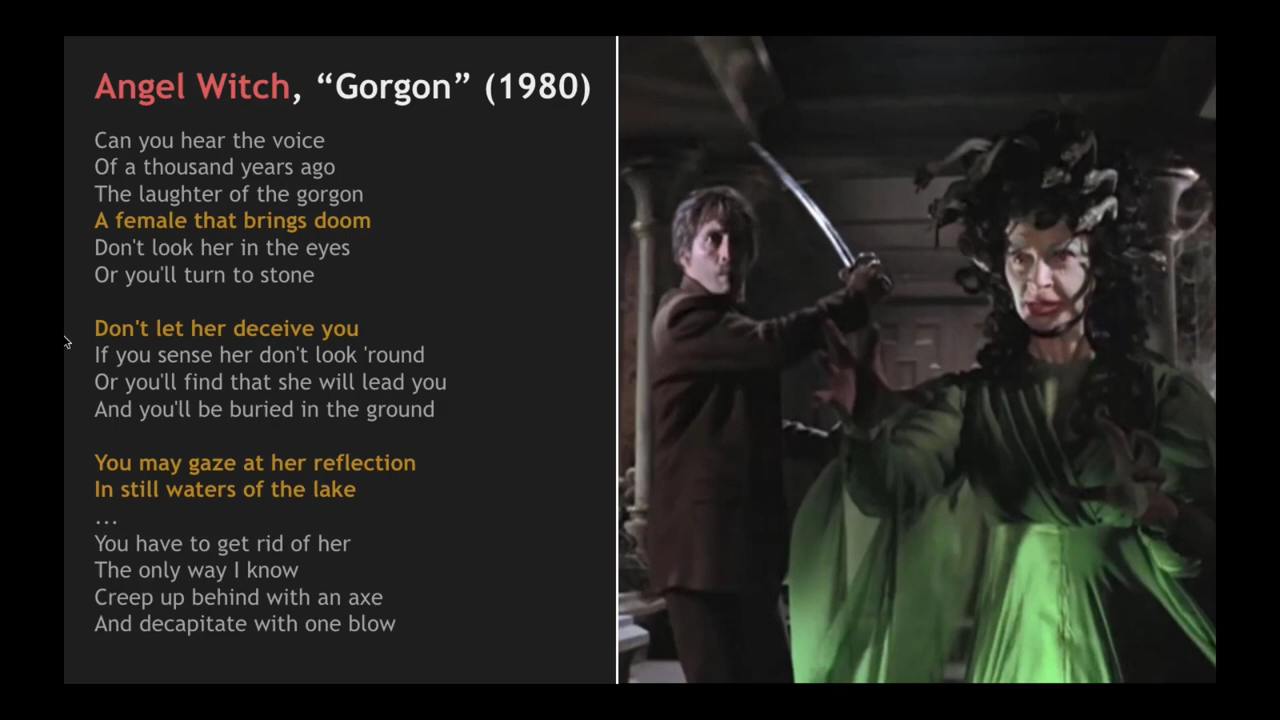 Angel Witch, “Gorgon” (1980)
Can you hear the voice
Of a thousand years ago
The laughter of the gorgon
A female that brings doom
Don't look her in the eyes
Or you'll turn to stone
Don't let her deceive you
If you sense her don't look 'round
Or you'll find that she will lead you
And you'll be buried in the ground
You may gaze at her reflection
In still waters of the lake
...
You have to get rid of her
The only way I know
Creep up behind with an axe
And decapitate with one blow